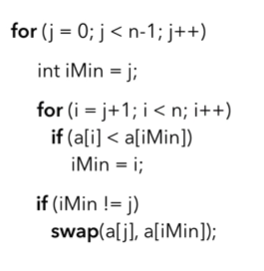 for (j = 0; j < n-1; j++)
int iMin = j;
for (i = j+1; i < n; i++)
if (a[i] < a[iMin])
iMin = i;
if (iMin != j)
swap(a[j], a[iMin]);